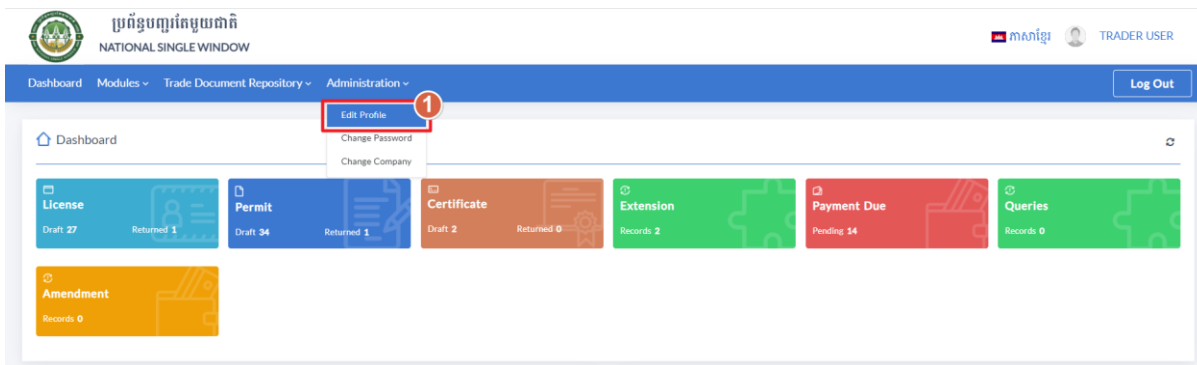 ប្រព័ន្ធបញ្ជរតែមួយជាតិ
NATIONAL SINGLE WINDOW
ភាសាខ្មែរ
TRADER USER
Dashboard Modules Trade Document Repository Administration Log Out
1
Edit Profile
Change Password
Change Company
Dashboard
License
Draft 27 Returned 1
Permit
Draft 34 Returned 1
Certificate
Draft 2 Returned 0
Extension
Records 2
Payment Due
Pending 14
Queries
Records 0
Amendment
Records 0